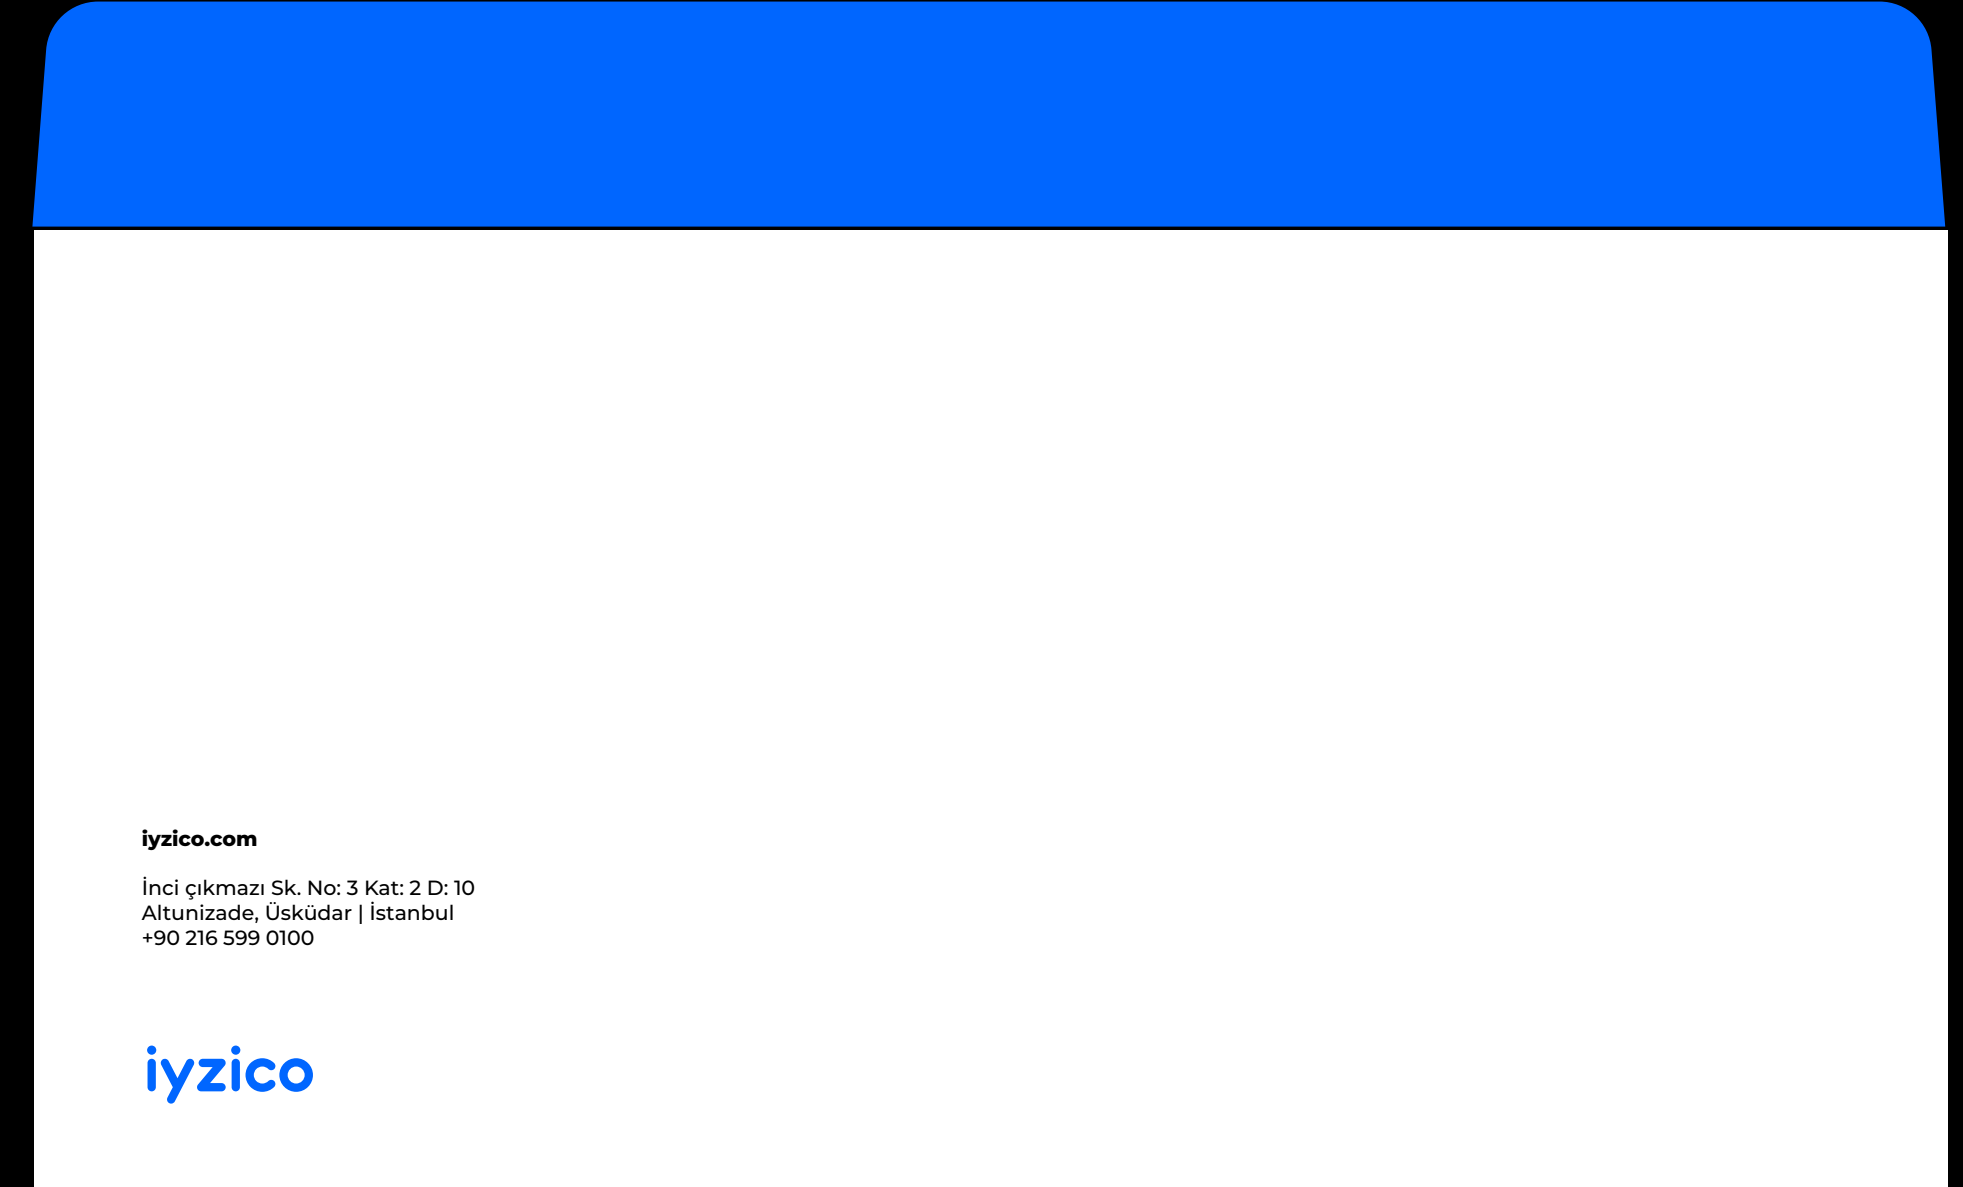 iyzico.com
İnci çıkmazı Sk. No: 3 Kat: 2 D: 10
Altunizade, Üsküdar | İstanbul
+90 216 599 0100
iyzico